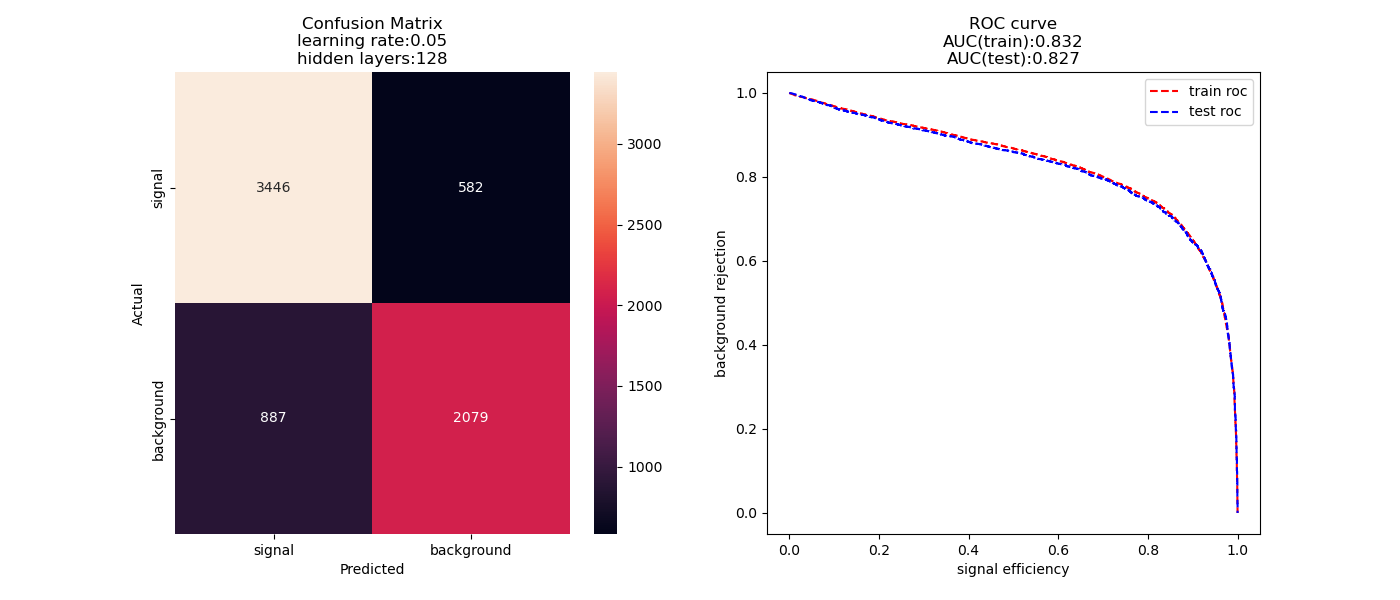 Confusion Matrix
learning rate:0.05
hidden layers:128
signal
background
Actual
3446
582
887
2079
signal
background
Predicted
3000
2500
2000
1500
1000
ROC curve
AUC(train):0.832
AUC(test):0.827
train roc
test roc
1.0
0.8
0.6
0.4
0.2
0.0
background rejection
0.0
0.2
0.4
0.6
0.8
1.0
signal efficiency